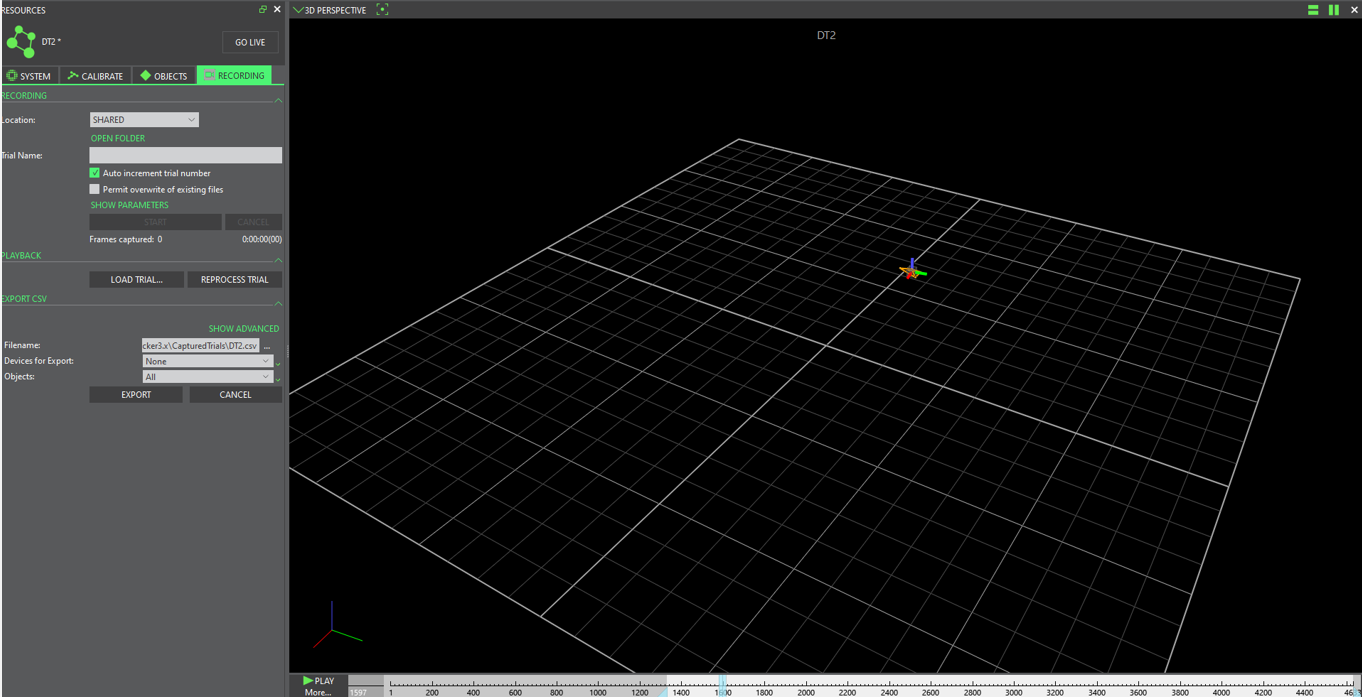 RESOURCES
DT2 *
GO LIVE
SYSTEM
CALIBRATE
OBJECTS
RECORDING
RECORDING
Location:
SHARED
OPEN FOLDER
Trial Name:
Auto increment trial number
Permit overwrite of existing files
SHOW PARAMETERS
START
CANCEL
Frames captured: 0
0:00:00(00)
PLAYBACK
LOAD TRIAL...
REPROCESS TRIAL
EXPORT CSV
SHOW ADVANCED
Filename:
cker3.x\CapturedTrials\DT2.csv
...
Devices for Export:
None
Objects:
All
EXPORT
CANCEL
3D PERSPECTIVE
DT2
PLAY
More...
1597
1 200 400 600 800 1000 1200 1400 1600 1800 2000 2200 2400 2600 2800 3000 3200 3400 3600 3800 4000 4200 4400